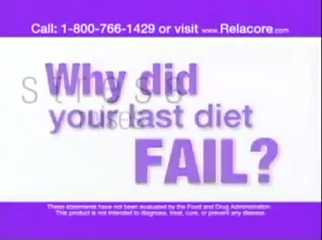 Call: 1-800-766-1429 or visit www.Relacore.com
Why did
stress
your last diet
FAIL?
These statements have not been evaluated by the Food and Drug Administration.
This product is not intended to diagnose, treat, cure, or prevent any disease.